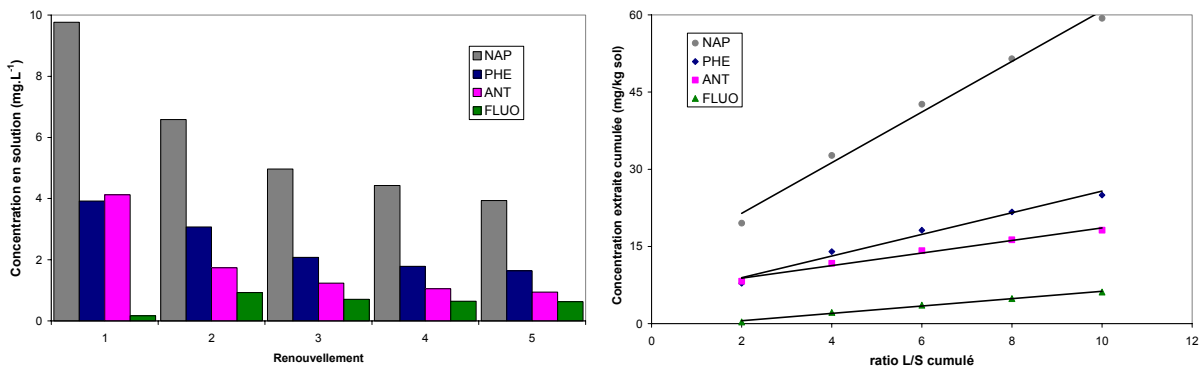 10
8
6
4
2
0
Concentration en solution (mg.L-1)
NAP
PHE
ANT
FLUO
1 2 3 4 5
Renouvellement
60
45
30
15
0
Concentration extraite cumulée (mg/kg sol)
NAP
PHE
ANT
FLUO
0 2 4 6 8 10 12
ratio L/S cumulé